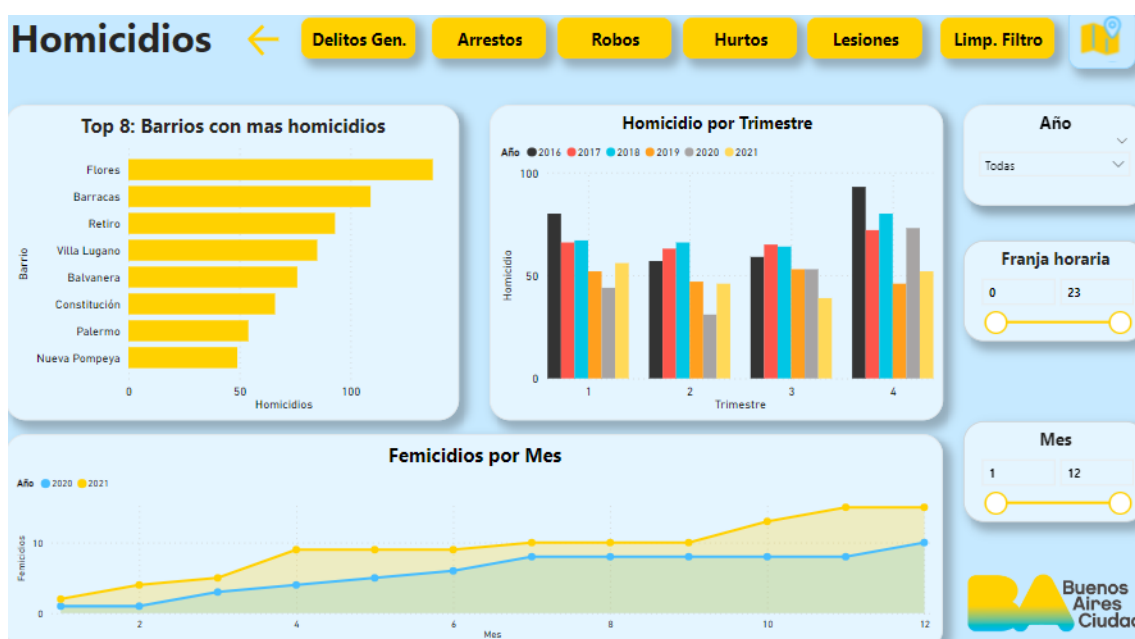 Homicidios
Delitos Gen.
Arrestos
Robos
Hurtos
Lesiones
Limp. Filtro
Top 8: Barrios con mas homicidios
Barrio
Flores
Barracas
Retiro
Villa Lugano
Balvanera
Constitución
Palermo
Nueva Pompeya
0 50 100
Homicidios
Homicidio por Trimestre
Año 2016 2017 2018 2019 2020 2021
Homicidio
100
50
0
1 2 3 4
Trimestre
Año
Todas
Franja horaria
0 23
Mes
1 12
Femicidios por Mes
Año 2020 2021
Femicidios
10
0
2 4 6 8 10 12
Mes
BA
Buenos
Aires
Ciudad